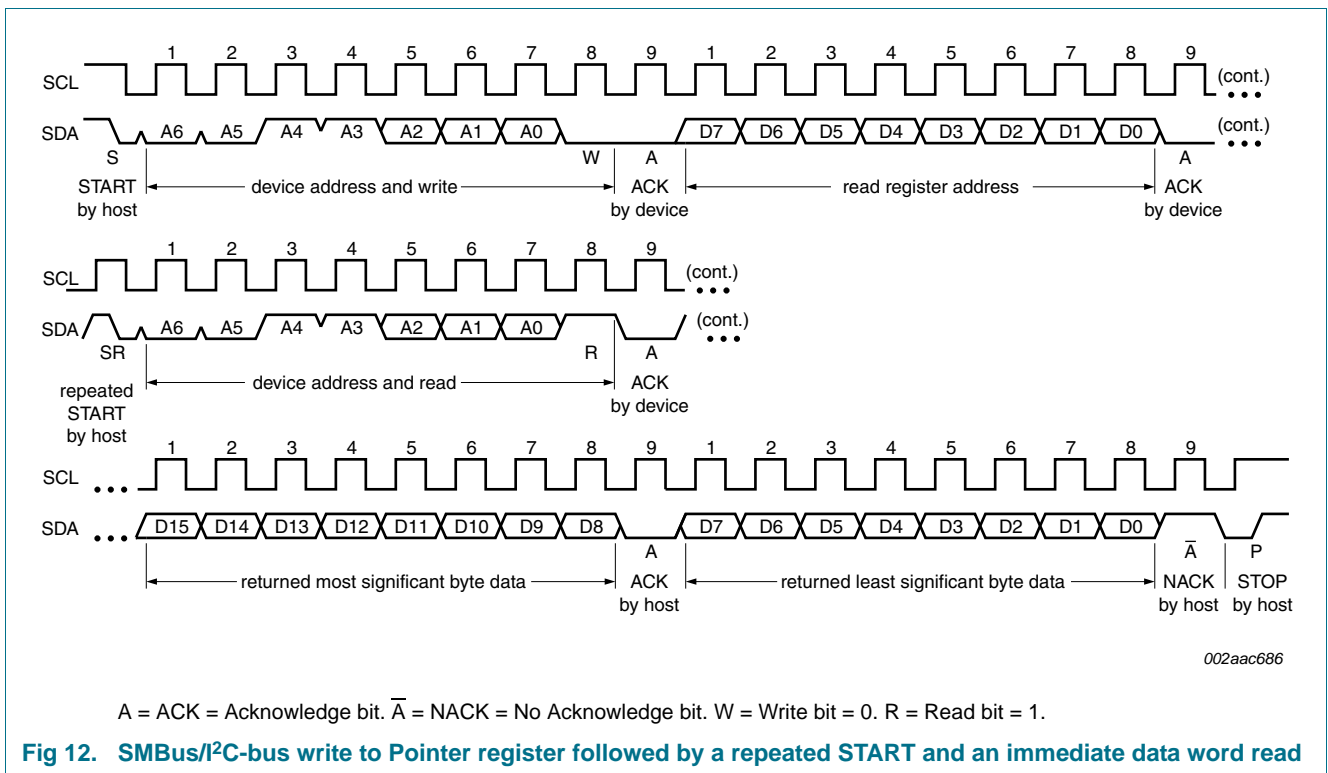 1 2 3 4 5 6 7 8 9 1 2 3 4 5 6 7 8 9
SCL (cont.)
SDA A6 A5 A4 A3 A2 A1 A0 D7 D6 D5 D4 D3 D2 D1 D0 (cont.)
S W A A
START by host device address and write ACK by device read register address ACK by device
1 2 3 4 5 6 7 8 9
SCL (cont.)
SDA A6 A5 A4 A3 A2 A1 A0 (cont.)
SR R A
repeated START by host device address and read ACK by device
1 2 3 4 5 6 7 8 9 1 2 3 4 5 6 7 8 9
SCL
SDA D15 D14 D13 D12 D11 D10 D9 D8 D7 D6 D5 D4 D3 D2 D1 D0
A A̅ P
returned most significant byte data ACK by host returned least significant byte data NACK by host STOP by host
002aac686
A = ACK = Acknowledge bit. A̅ = NACK = No Acknowledge bit. W = Write bit = 0. R = Read bit = 1.
Fig 12. SMBus/I²C-bus write to Pointer register followed by a repeated START and an immediate data word read